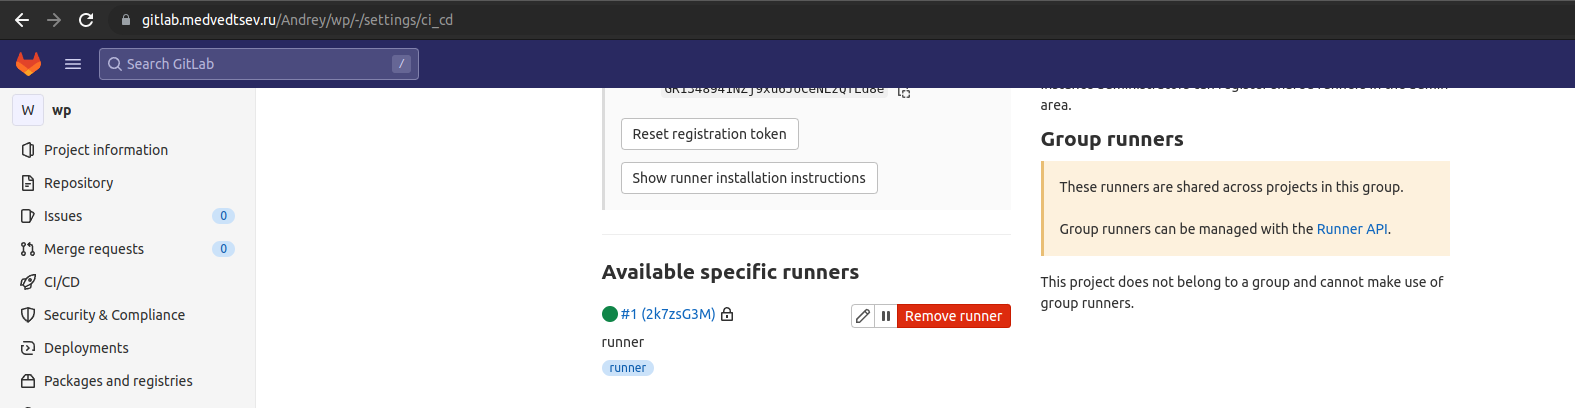 gitlab.medvedtsev.ru/Andrey/wp/-/settings/ci_cd
Search GitLab /
W wp
Project information
Repository
Issues 0
Merge requests 0
CI/CD
Security & Compliance
Deployments
Packages and registries
Reset registration token
Show runner installation instructions
Available specific runners
#1 (2k7zsG3M)
Remove runner
runner
runner
area.
Group runners
These runners are shared across projects in this group.
Group runners can be managed with the Runner API.
This project does not belong to a group and cannot make use of
group runners.